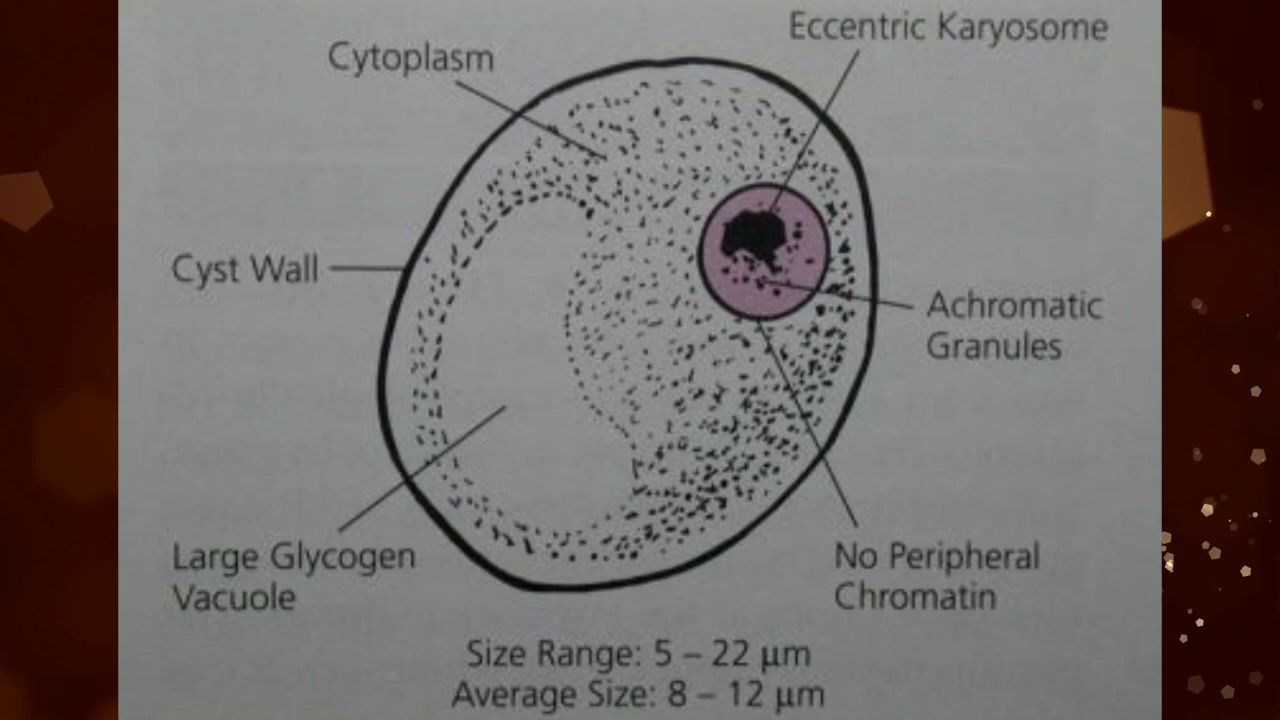 Eccentric Karyosome
Cytoplasm
Cyst Wall
Achromatic
Granules
Large Glycogen
Vacuole
No Peripheral
Chromatin
Size Range: 5 – 22 µm
Average Size: 8 – 12 µm